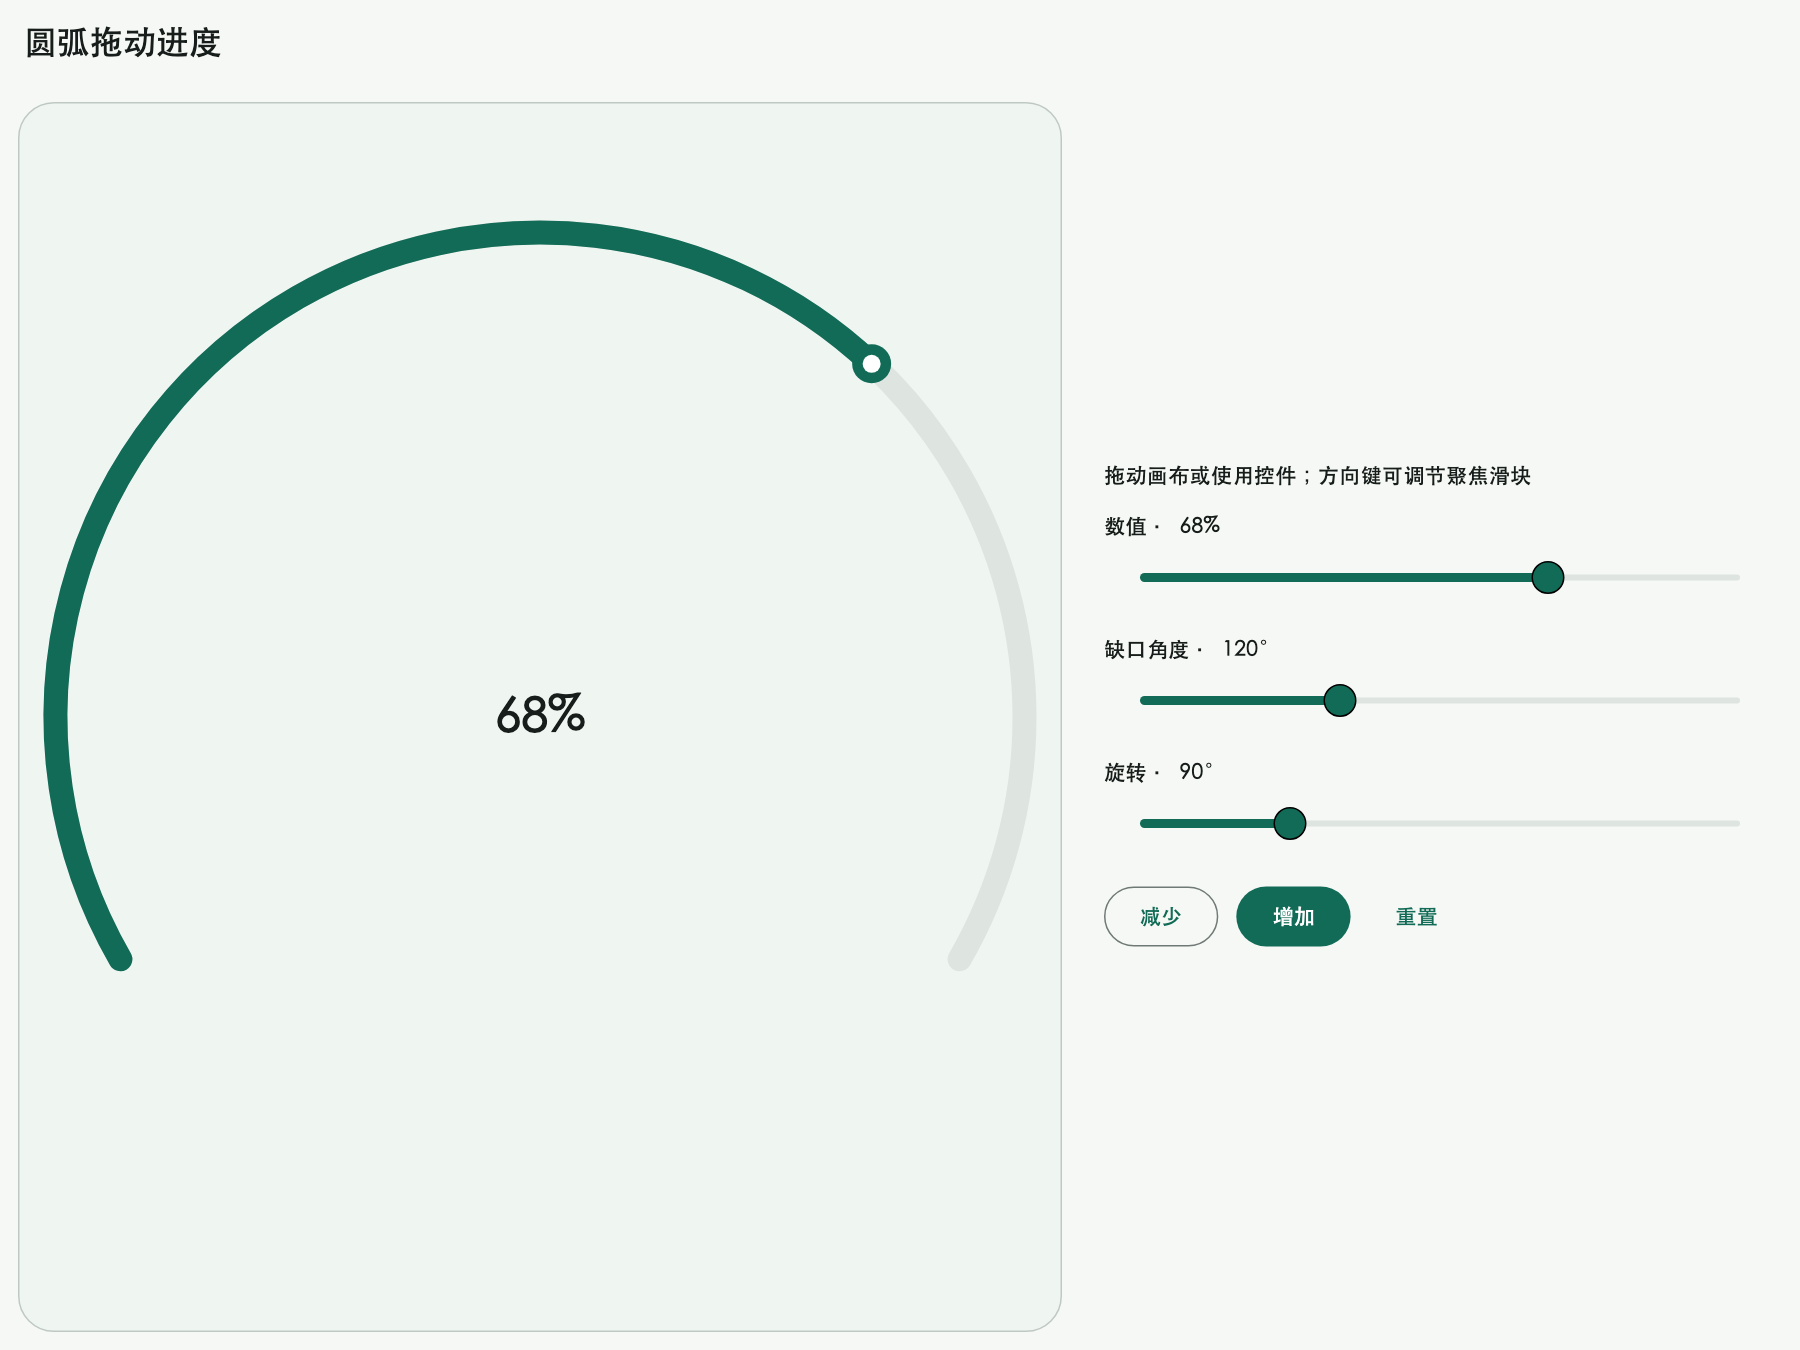 圆弧拖动进度
68%
拖动画布或使用控件；方向键可调节聚焦滑块
数值 · 68%
缺口角度 · 120°
旋转 · 90°
减少 增加 重置